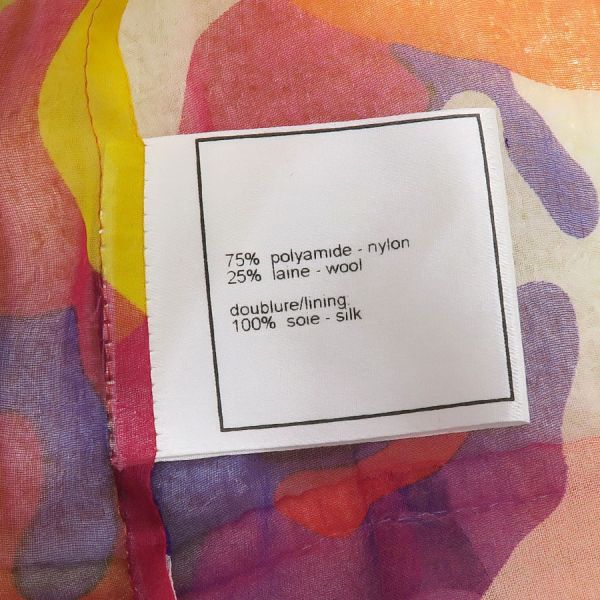 75% polyamide - nylon
25% laine - wool
doublure/lining:
100% soie - silk